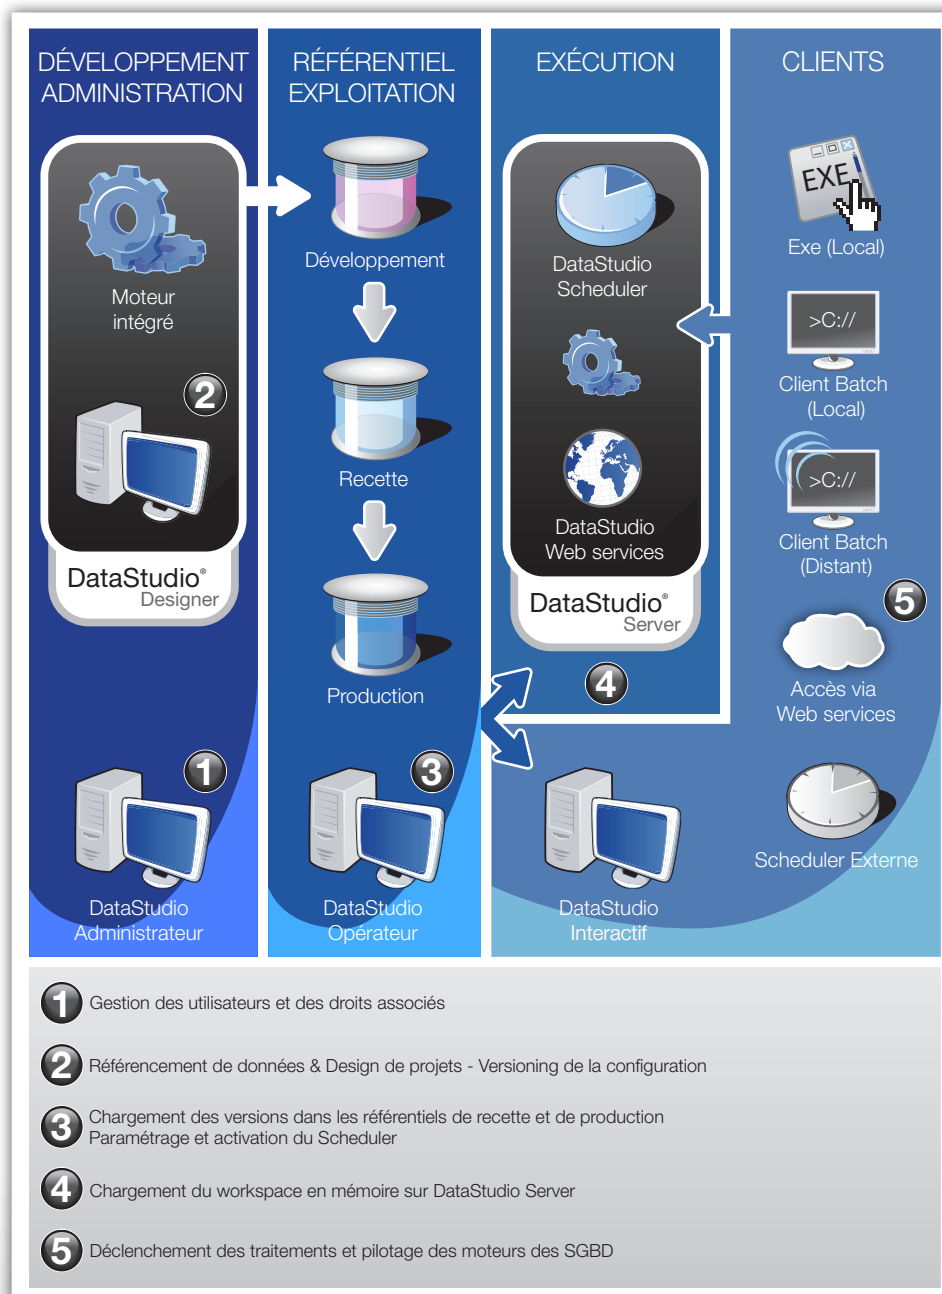 DÉVELOPPEMENT
ADMINISTRATION
Moteur
intégré
2
DataStudio®
Designer
1
DataStudio
Administrateur
RÉFÉRENTIEL
EXPLOITATION
Développement
Recette
Production
3
DataStudio
Opérateur
EXÉCUTION
DataStudio
Scheduler
DataStudio
Web services
DataStudio®
Server
4
DataStudio
Interactif
CLIENTS
EXE
Exe (Local)
>C://
Client Batch
(Local)
>C://
Client Batch
(Distant)
5
Accès via
Web services
Scheduler Externe
1 Gestion des utilisateurs et des droits associés
2 Référencement de données & Design de projets - Versioning de la configuration
3 Chargement des versions dans les référentiels de recette et de production
Paramétrage et activation du Scheduler
4 Chargement du workspace en mémoire sur DataStudio Server
5 Déclenchement des traitements et pilotage des moteurs des SGBD